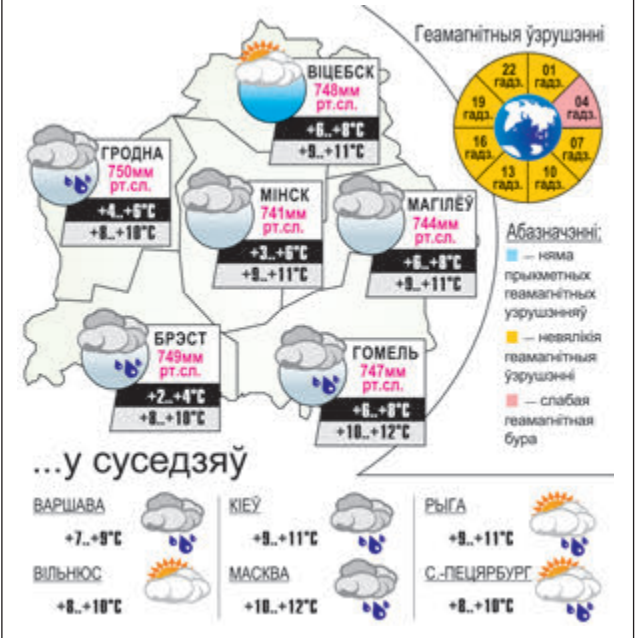 Геамагнітныя ўзрушэнні
22 гадз.
01 гадз.
04 гадз.
07 гадз.
10 гадз.
13 гадз.
16 гадз.
19 гадз.
ВІЦЕБСК
748мм
рт.сл.
+6..+8°C
+9..+11°C
ГРОДНА
750мм
рт.сл.
+4..+6°C
+8..+10°C
МІНСК
741мм
рт.сл.
+3..+6°C
+9..+11°C
МАГІЛЁЎ
744мм
рт.сл.
+6..+8°C
+9..+11°C
Абазначэнні:
– няма
прыкметных
геамагнітных
узрушэнняў
– невялікія
геамагнітныя
ўзрушэнні
– слабая
геамагнітная
бура
БРЭСТ
749мм
рт.сл.
+2..+4°C
+8..+10°C
ГОМЕЛЬ
747мм
рт.сл.
+6..+8°C
+10..+12°C
...у суседзяў
ВАРШАВА
+7..+9°C
КІЕЎ
+9..+11°C
РЫГА
+9..+11°C
ВІЛЬНЮС
+8..+10°C
МАСКВА
+10..+12°C
С.-ПЕЦЯРБУРГ
+8..+10°C